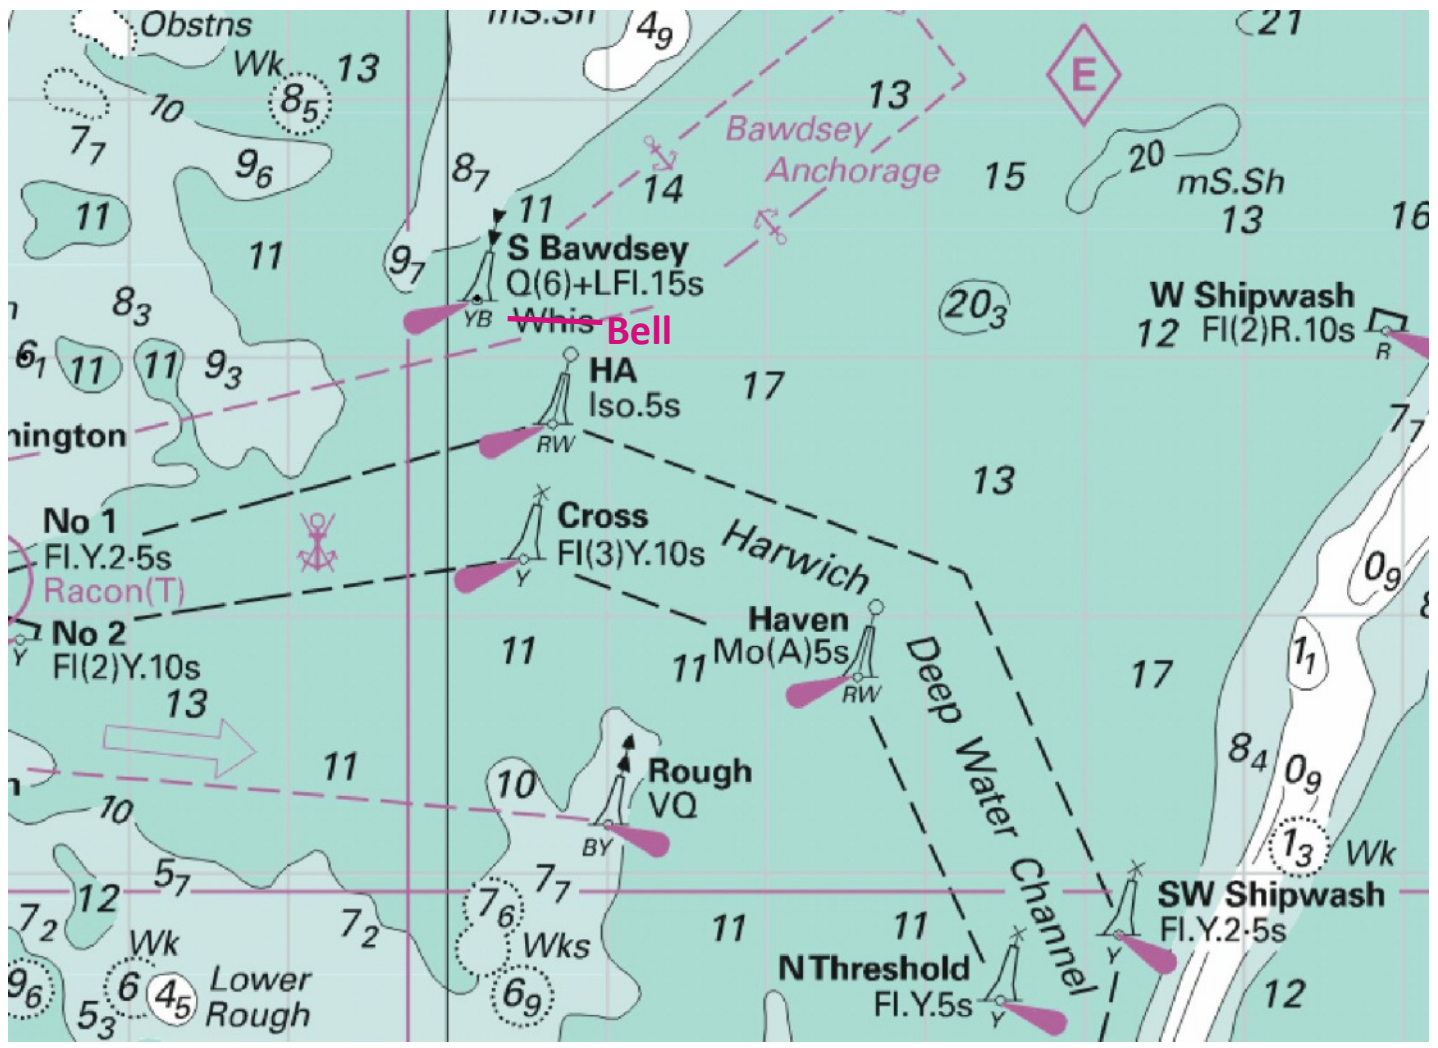 Obstns
mS.Sh
4₉
21
Wk
13
8₅
10
7₇
13
E
Bawdsey
Anchorage
9₆
8₇
14
15
20
mS.Sh
11
11
13
16
11
9₇
S Bawdsey
Q(6)+LFl.15s
YB
Whis
Bell
8₃
20₃
W Shipwash
12
Fl(2)R.10s
R
6₁
11
11
9₃
HA
Iso.5s
RW
17
7₇
nington
13
No 1
Fl.Y.2·5s
Racon(T)
Cross
Fl(3)Y.10s
Y
Harwich
0₉
8
No 2
Fl(2)Y.10s
Y
11
11
Haven
Mo(A)5s
RW
Deep Water Channel
17
1₁
13
11
10
Rough
VQ
BY
8₄
0₉
n
10
1₃
Wk
5₇
12
7₂
7₂
7₆
7₇
Wks
6₉
11
11
SW Shipwash
Fl.Y.2·5s
Y
Wk
9₆
6
4₅
Lower
Rough
5₃
N Threshold
Fl.Y.5s
Y
12